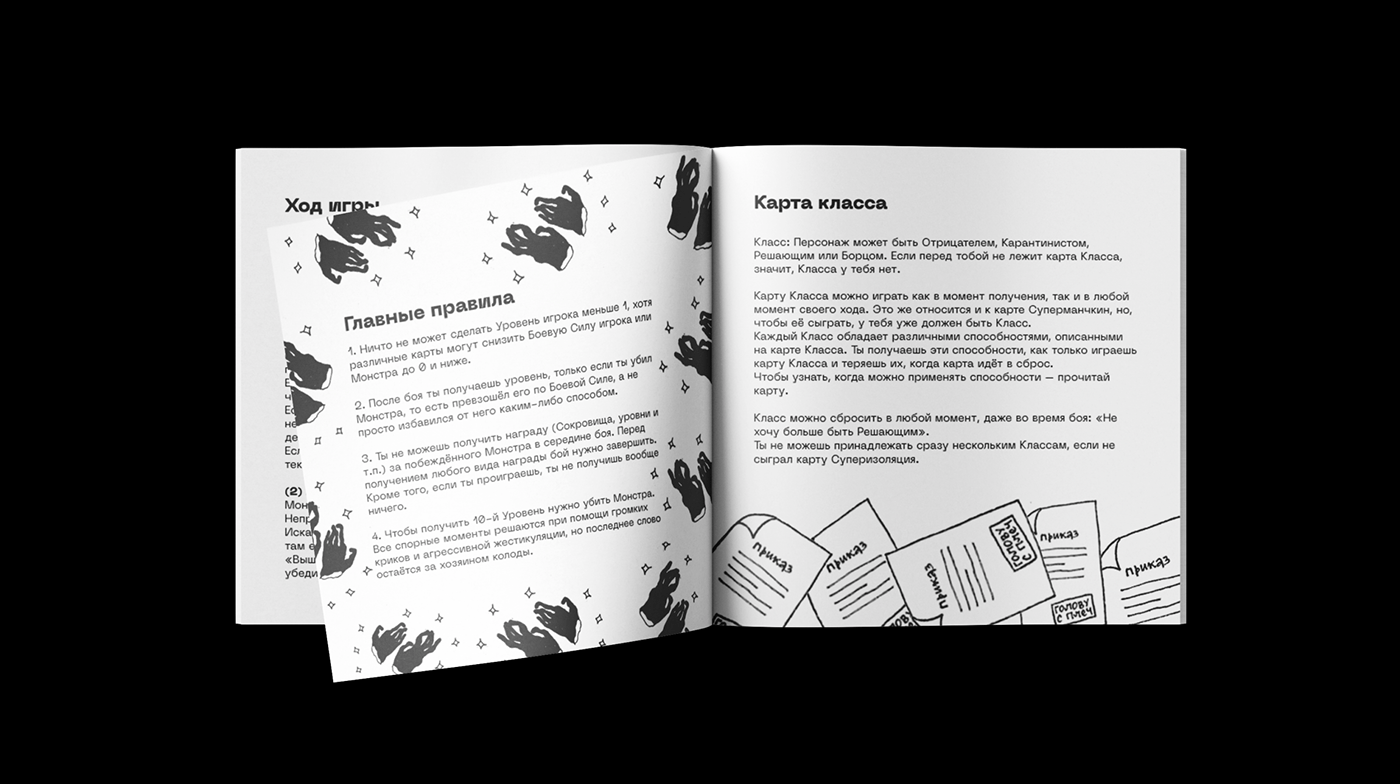 Ход игры
(2)
Главные правила
1. Ничто не может сделать Уровень игрока меньше 1, хотя
различные карты могут снизить Боевую Силу игрока или
Монстра до 0 и ниже.
2. После боя ты получаешь уровень, только если ты убил
Монстра, то есть превзошёл его по Боевой Силе, а не
просто избавился от него каким-либо способом.
3. Ты не можешь получить награду (Сокровища, уровни и
т.п.) за побеждённого Монстра в середине боя. Перед
получением любого вида награды бой нужно завершить.
Кроме того, если ты проиграешь, ты не получишь вообще
ничего.
4. Чтобы получить 10-й Уровень нужно убить Монстра.
Все спорные моменты решаются при помощи громких
криков и агрессивной жестикуляции, но последнее слово
остаётся за хозяином колоды.
Карта класса
Класс: Персонаж может быть Отрицателем, Карантинистом,
Решающим или Борцом. Если перед тобой не лежит карта Класса,
значит, Класса у тебя нет.
Карту Класса можно играть как в момент получения, так и в любой
момент своего хода. Это же относится и к карте Суперманчкин, но,
чтобы её сыграть, у тебя уже должен быть Класс.
Каждый Класс обладает различными способностями, описанными
на карте Класса. Ты получаешь эти способности, как только играешь
карту Класса и теряешь их, когда карта идёт в сброс.
Чтобы узнать, когда можно применять способности — прочитай
карту.
Класс можно сбросить в любой момент, даже во время боя: «Не
хочу больше быть Решающим».
Ты не можешь принадлежать сразу нескольким Классам, если не
сыграл карту Суперизоляция.
приказ
приказ
приказ
ГОЛОВУ
С ПЛЕЧ
приказ
ГОЛОВУ
С ПЛЕЧ
приказ